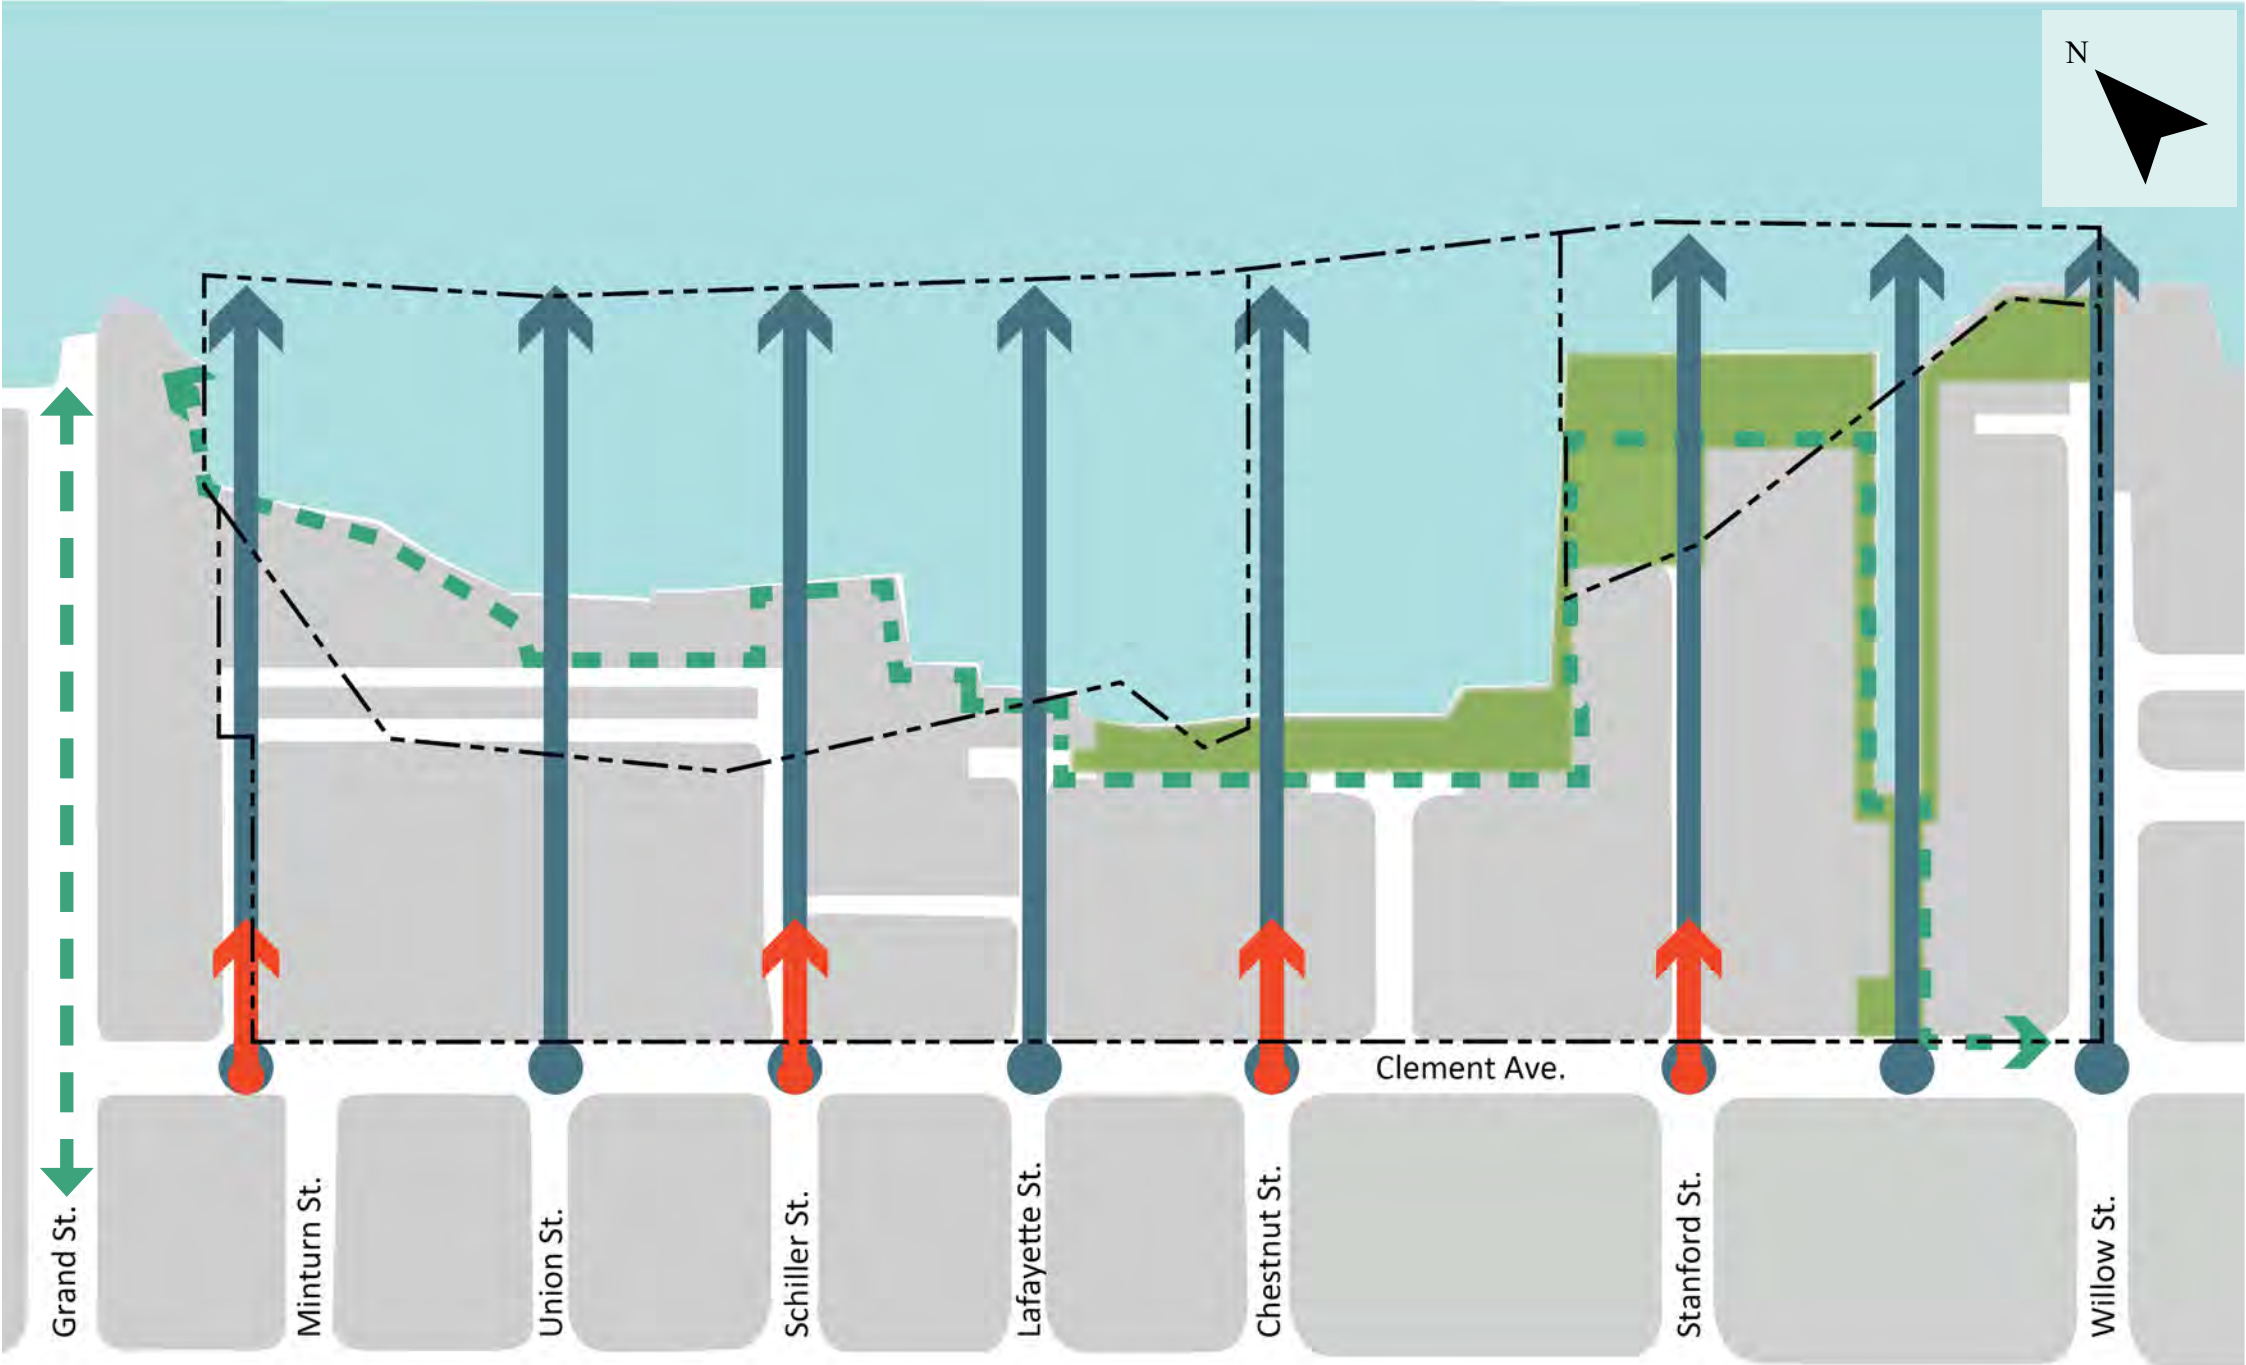 N
Clement Ave.
Grand St.
Minturn St.
Union St.
Schiller St.
Lafayette St.
Chestnut St.
Stanford St.
Willow St.